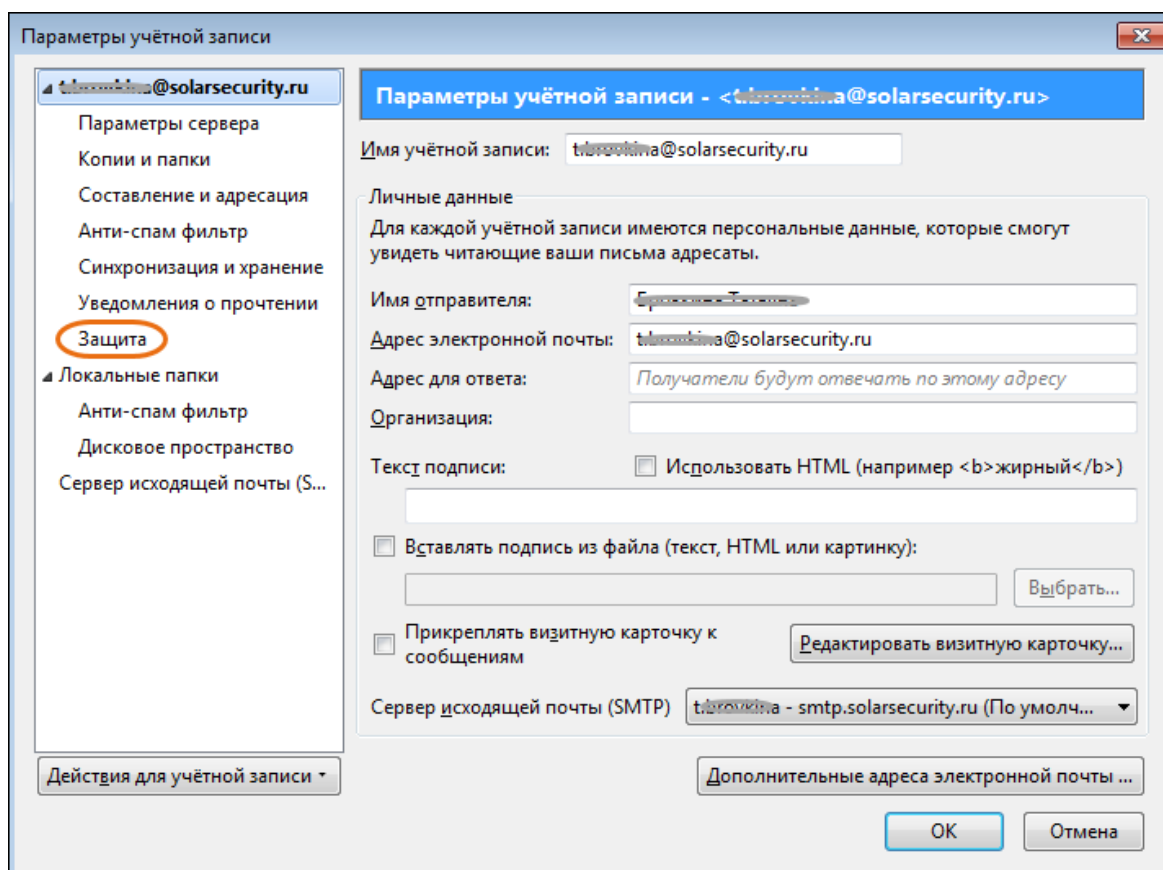 Параметры учётной записи
@solarsecurity.ru
Параметры сервера
Копии и папки
Составление и адресация
Анти-спам фильтр
Синхронизация и хранение
Уведомления о прочтении
Защита
Локальные папки
Анти-спам фильтр
Дисковое пространство
Сервер исходящей почты (S...
Действия для учётной записи
Параметры учётной записи - < @solarsecurity.ru>
Имя учётной записи: @solarsecurity.ru
Личные данные
Для каждой учётной записи имеются персональные данные, которые смогут
увидеть читающие ваши письма адресаты.
Имя отправителя:
Адрес электронной почты: @solarsecurity.ru
Адрес для ответа: Получатели будут отвечать по этому адресу
Организация:
Текст подписи: Использовать HTML (например <b>жирный</b>)
Вставлять подпись из файла (текст, HTML или картинку):
Выбрать...
Прикреплять визитную карточку к
сообщениям
Редактировать визитную карточку...
Сервер исходящей почты (SMTP) - smtp.solarsecurity.ru (По умолч...
Дополнительные адреса электронной почты ...
ОК Отмена